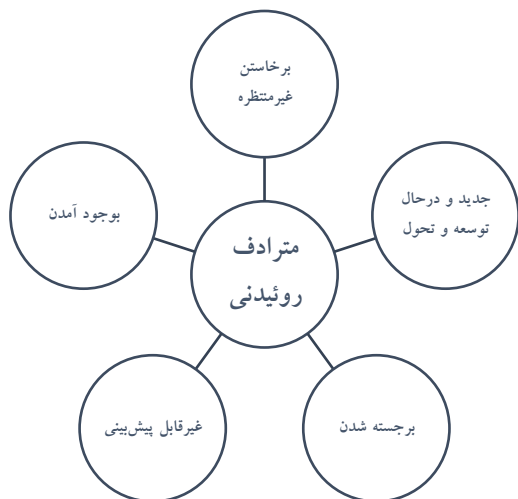 برخاستن
غیرمنتظره
جدید و درحال
توسعه و تحول
بوجود آمدن
مترادف
روئیدنی
غیرقابل پیش‌بینی
برجسته شدن